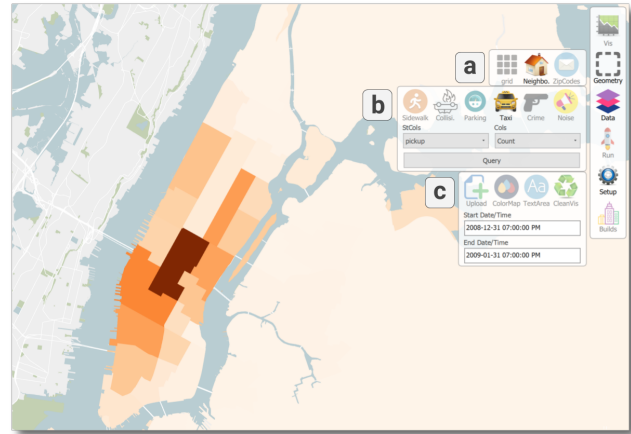 Vis
a
grid Neighbo. ZipCodes
Geometry
b
Sidewalk Collisi. Parking Taxi Crime Noise
Data
StCols Cols
pickup Count
Run
Query
c
Aa
Upload ColorMap TextArea CleanVis
Setup
Start Date/Time
2008-12-31 07:00:00 PM
End Date/Time
2009-01-31 07:00:00 PM
Builds